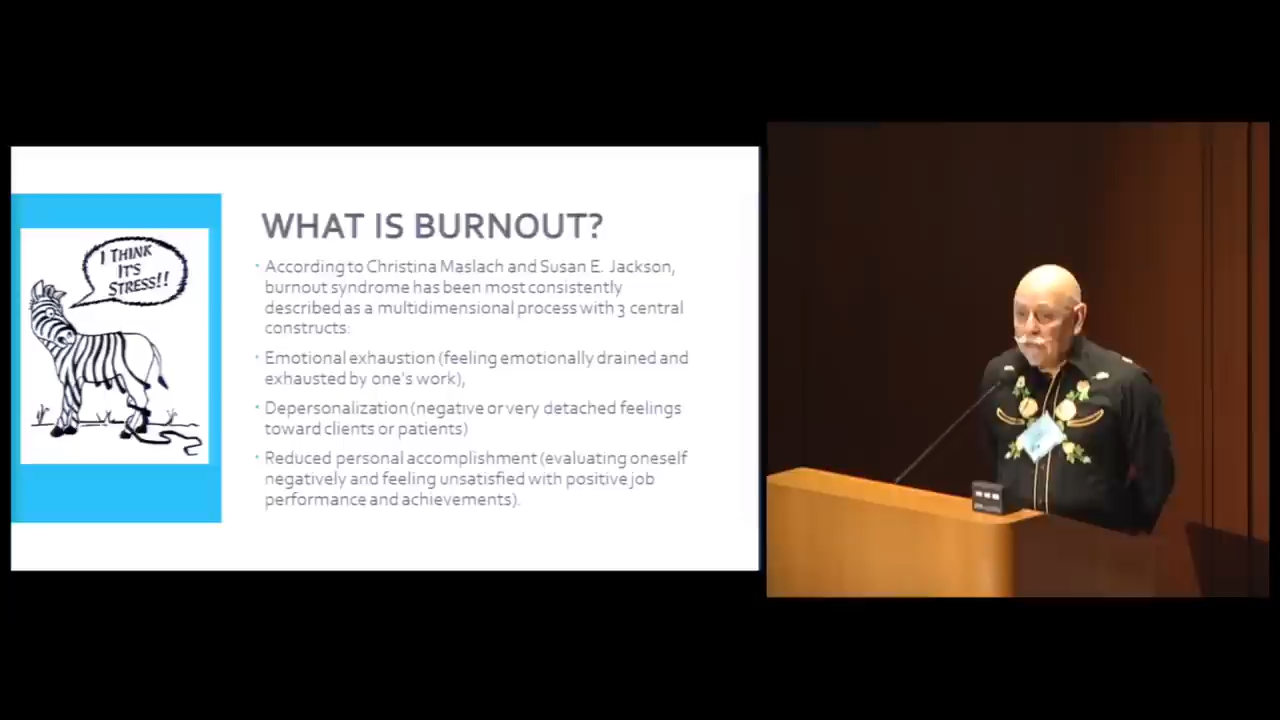 I THINK
IT'S
STRESS!!
WHAT IS BURNOUT?
According to Christina Maslach and Susan E. Jackson,
burnout syndrome has been most consistently
described as a multidimensional process with 3 central
constructs:
Emotional exhaustion (feeling emotionally drained and
exhausted by one's work),
Depersonalization (negative or very detached feelings
toward clients or patients)
Reduced personal accomplishment (evaluating oneself
negatively and feeling unsatisfied with positive job
performance and achievements).